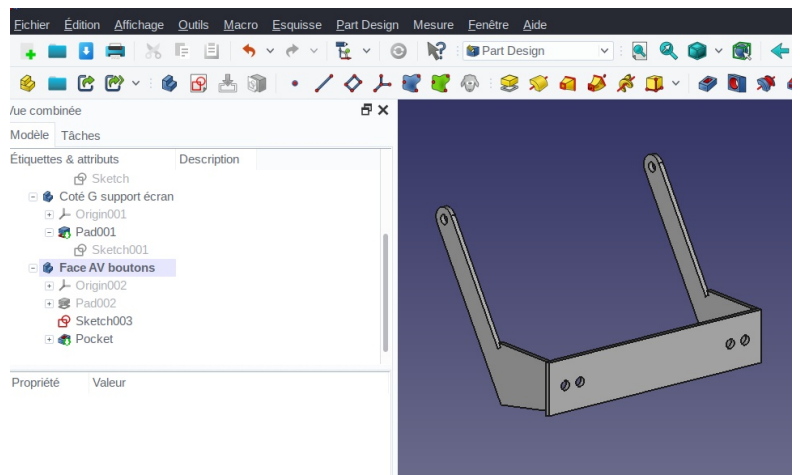 Fichier Édition Affichage Outils Macro Esquisse Part Design Mesure Fenêtre Aide
Part Design
Vue combinée
Modèle Tâches
Étiquettes & attributs Description
Sketch
Coté G support écran
Origin001
Pad001
Sketch001
Face AV boutons
Origin002
Pad002
Sketch003
Pocket
Propriété Valeur